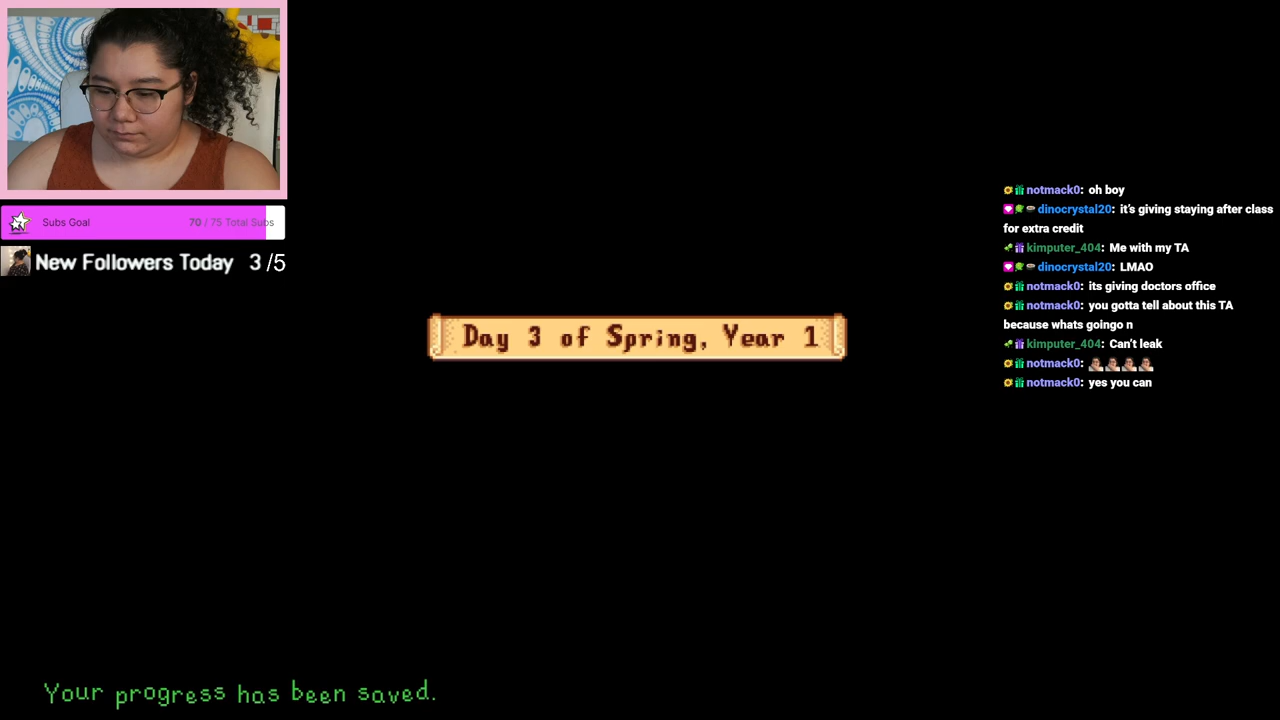 Subs Goal 70 / 75 Total Subs
New Followers Today 3 /5
Day 3 of Spring, Year 1
notmack0: oh boy
dinocrystal20: it's giving staying after class
for extra credit
kimputer_404: Me with my TA
dinocrystal20: LMAO
notmack0: its giving doctors office
notmack0: you gotta tell about this TA
because whats goingo n
kimputer_404: Can't leak
notmack0:
notmack0: yes you can
Your progress has been saved.